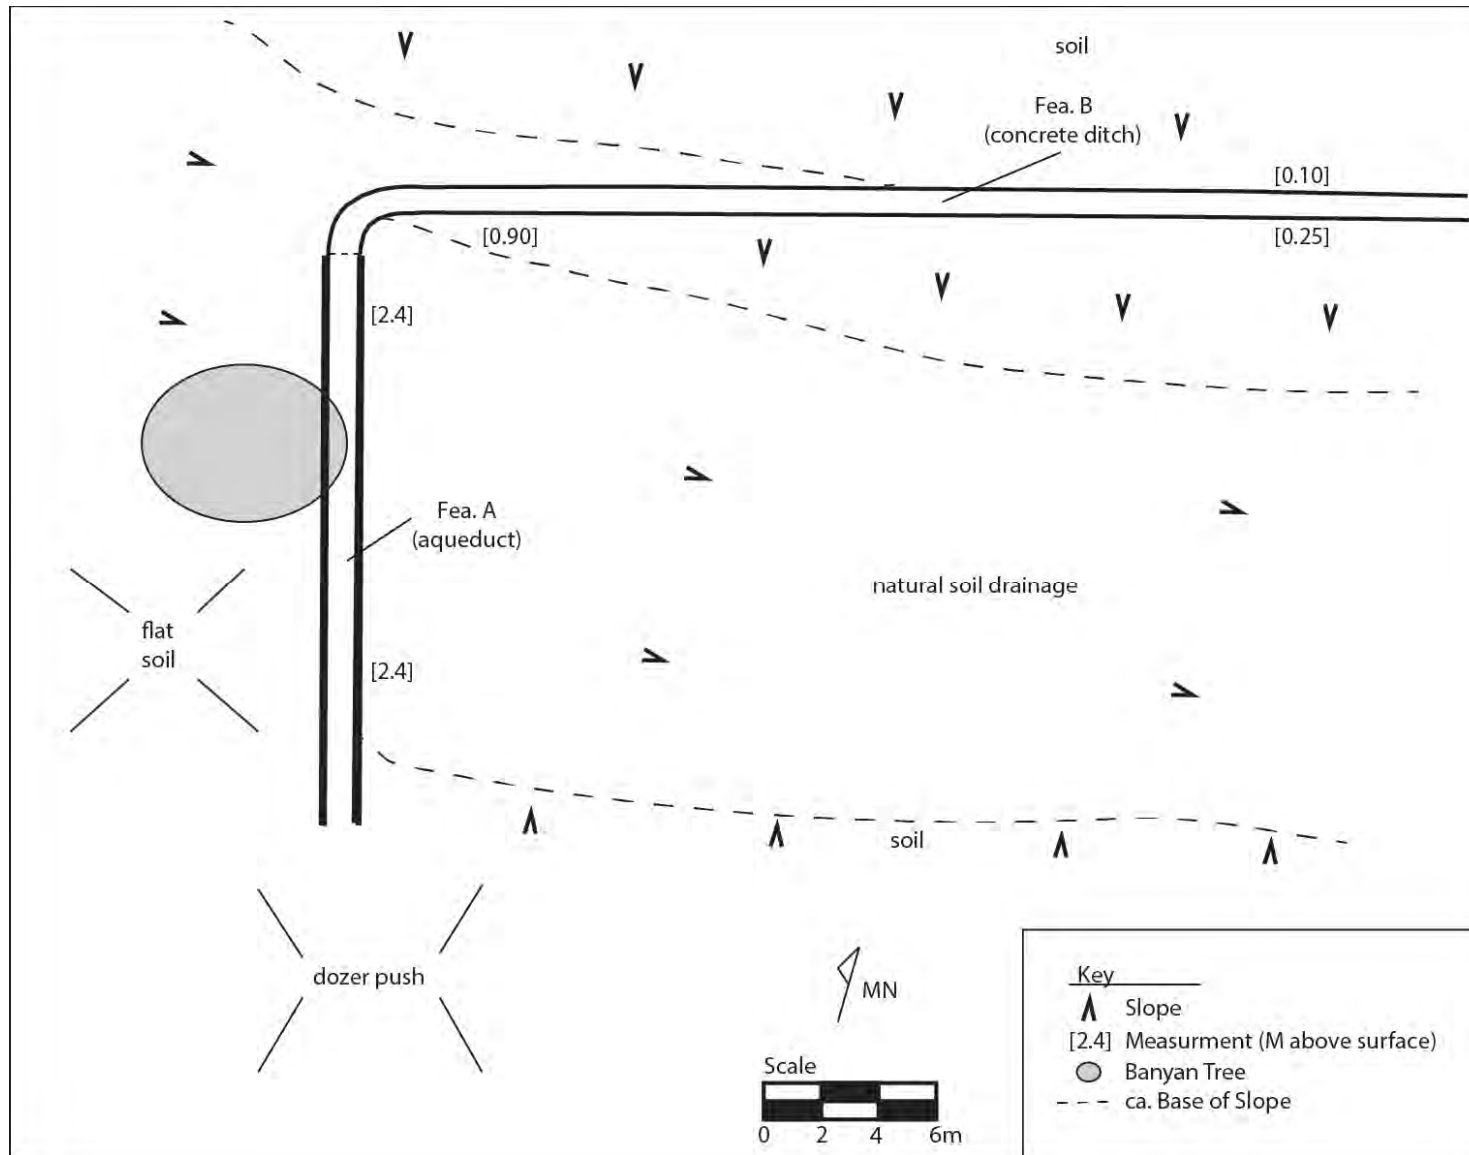 soil
Fea. B
(concrete ditch)
[0.10]
[0.90]
[0.25]
[2.4]
Fea. A
(aqueduct)
natural soil drainage
flat
soil
[2.4]
soil
dozer push
MN
Scale
0 2 4 6m
Key
Slope
[2.4] Measurment (M above surface)
Banyan Tree
ca. Base of Slope